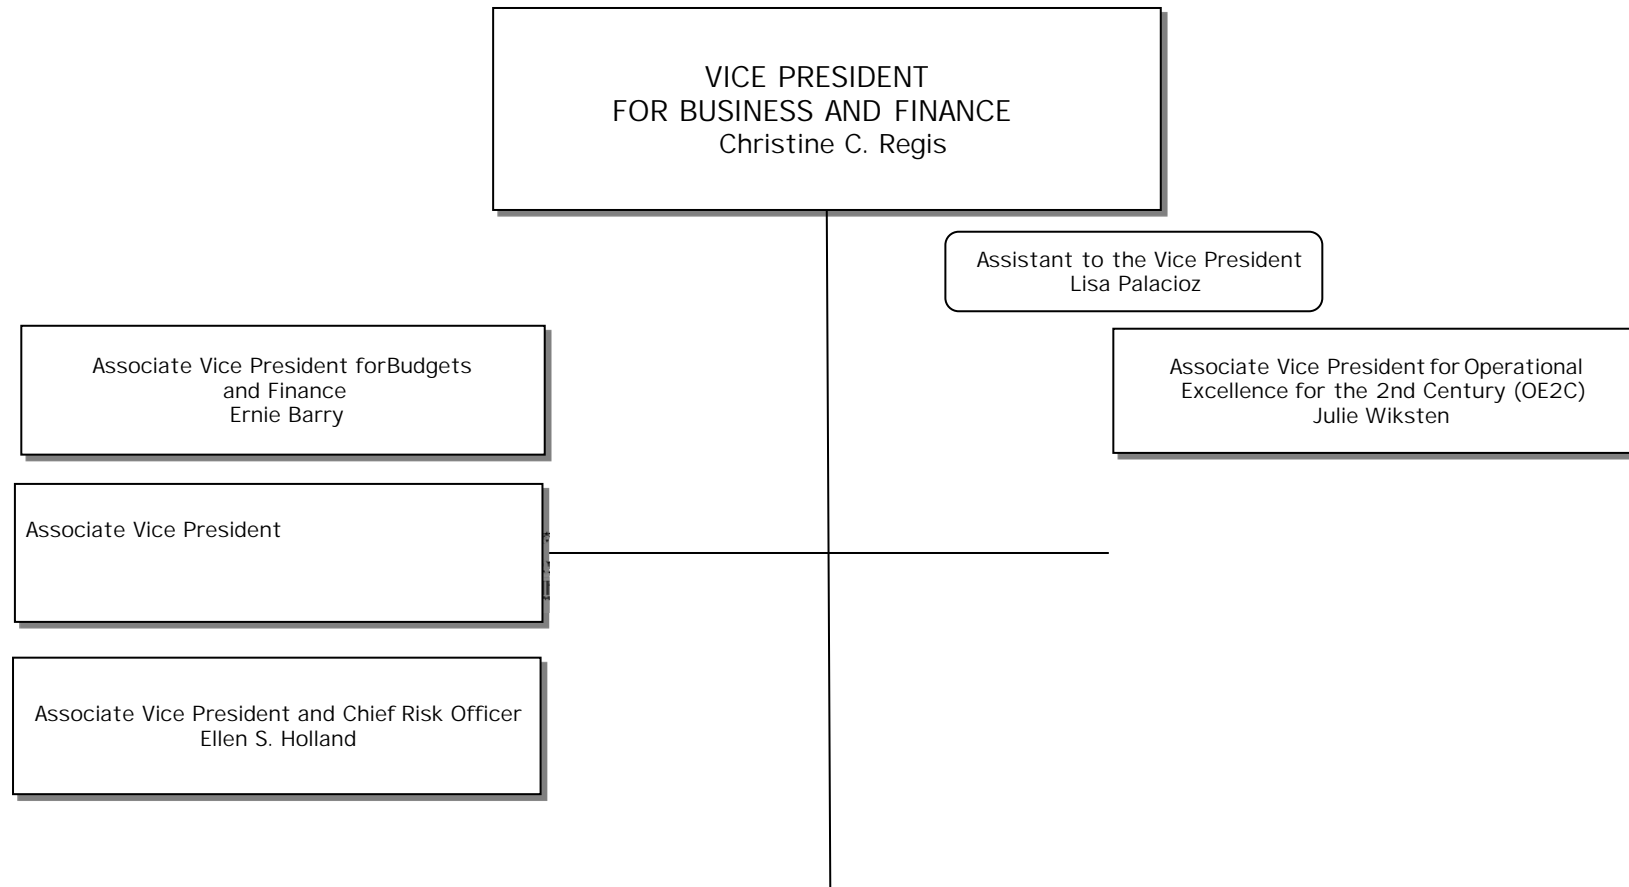 VICE PRESIDENT
FOR BUSINESS AND FINANCE
Christine C. Regis
Assistant to the Vice President
Lisa Palacioz
Associate Vice President forBudgets
and Finance
Ernie Barry
Associate Vice President for Operational
Excellence for the 2nd Century (OE2C)
Julie Wiksten
Associate Vice President
Associate Vice President and Chief Risk Officer
Ellen S. Holland